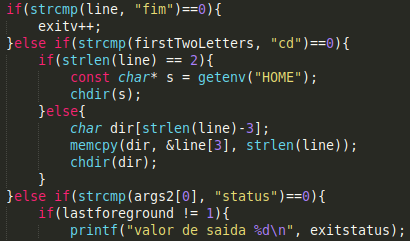 if(strcmp(line, "fim")==0){
    exitv++;
}else if(strcmp(firstTwoLetters, "cd")==0){
    if(strlen(line) == 2){
        const char* s = getenv("HOME");
        chdir(s);
    }else{
        char dir[strlen(line)-3];
        memcpy(dir, &line[3], strlen(line));
        chdir(dir);
    }
}else if(strcmp(args2[0], "status")==0){
    if(lastforeground != 1){
        printf("valor de saida %d\n", exitstatus);